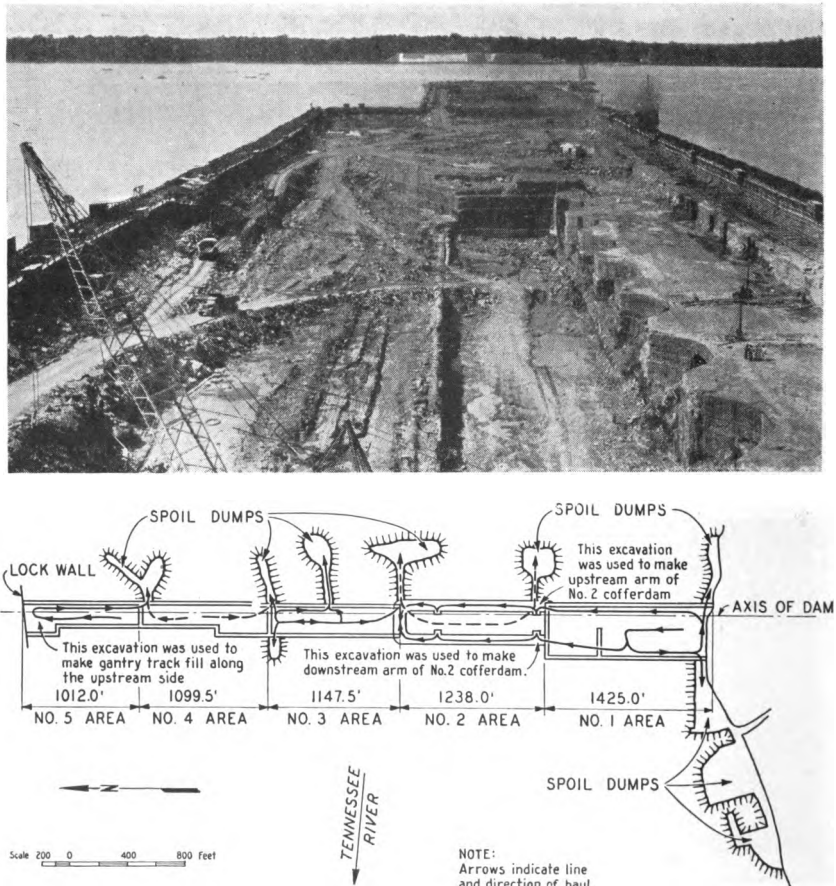 SPOIL DUMPS
SPOIL DUMPS
LOCK WALL
This excavation
was used to make
upstream arm of
No. 2 cofferdam
AXIS OF DAM
This excavation was used to
make gantry track fill along
the upstream side
This excavation was used to make
downstream arm of No.2 cofferdam.
1012.0'
1099.5'
1147.5'
1238.0'
1425.0'
NO. 5 AREA
NO. 4 AREA
NO. 3 AREA
NO. 2 AREA
NO. 1 AREA
N
TENNESSEE
RIVER
SPOIL DUMPS
Scale 200 0 400 800 Feet
NOTE:
Arrows indicate line
and direction of haul